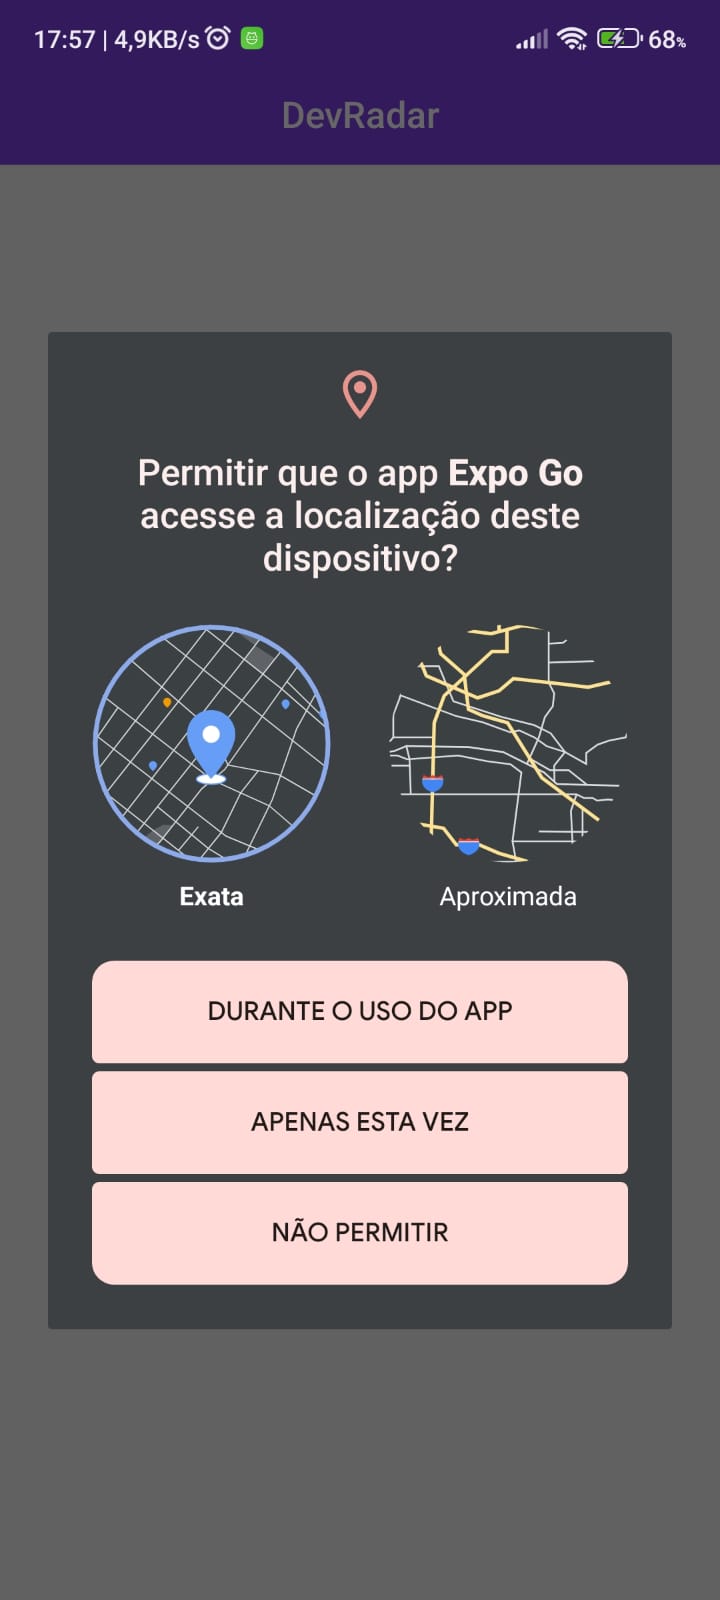 17:57 | 4,9KB/s 68%
DevRadar
Permitir que o app Expo Go
acesse a localização deste
dispositivo?
Exata Aproximada
DURANTE O USO DO APP
APENAS ESTA VEZ
NÃO PERMITIR